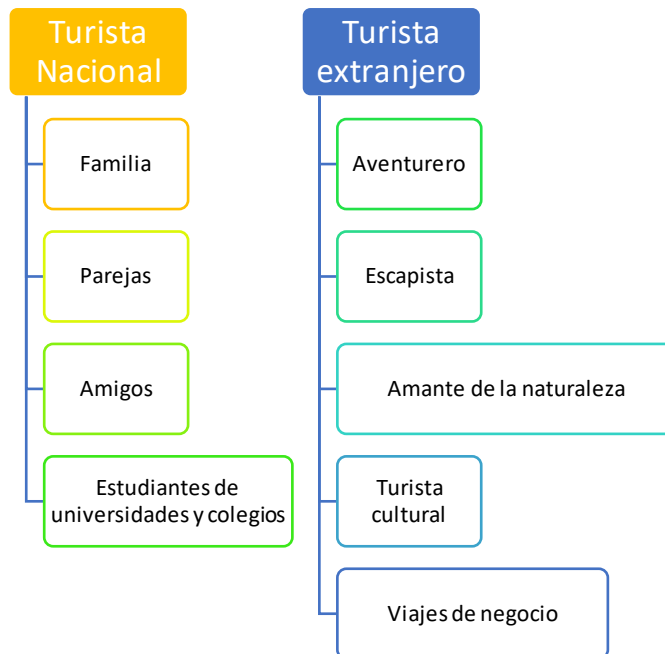 Turista
Nacional
Familia
Parejas
Amigos
Estudiantes de
universidades y colegios
Turista
extranjero
Aventurero
Escapista
Amante de la naturaleza
Turista
cultural
Viajes de negocio